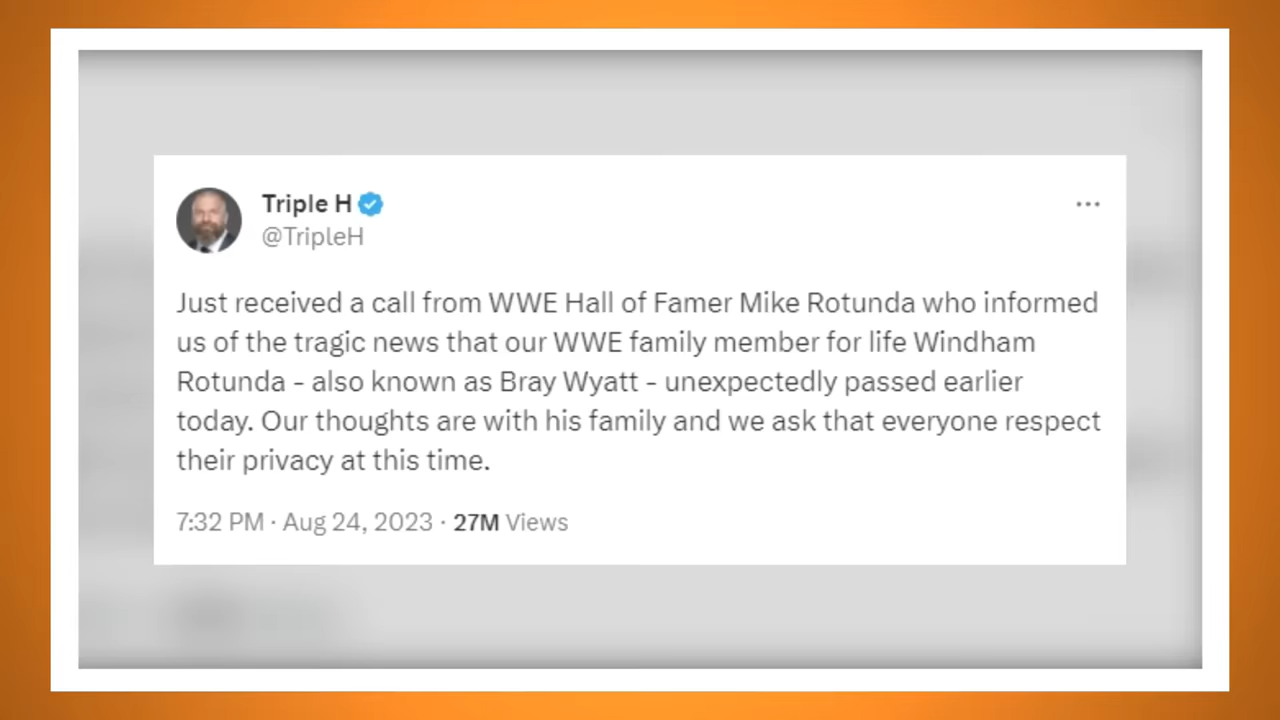 Triple H
@TripleH
Just received a call from WWE Hall of Famer Mike Rotunda who informed
us of the tragic news that our WWE family member for life Windham
Rotunda - also known as Bray Wyatt - unexpectedly passed earlier
today. Our thoughts are with his family and we ask that everyone respect
their privacy at this time.
7:32 PM · Aug 24, 2023 · 27M Views